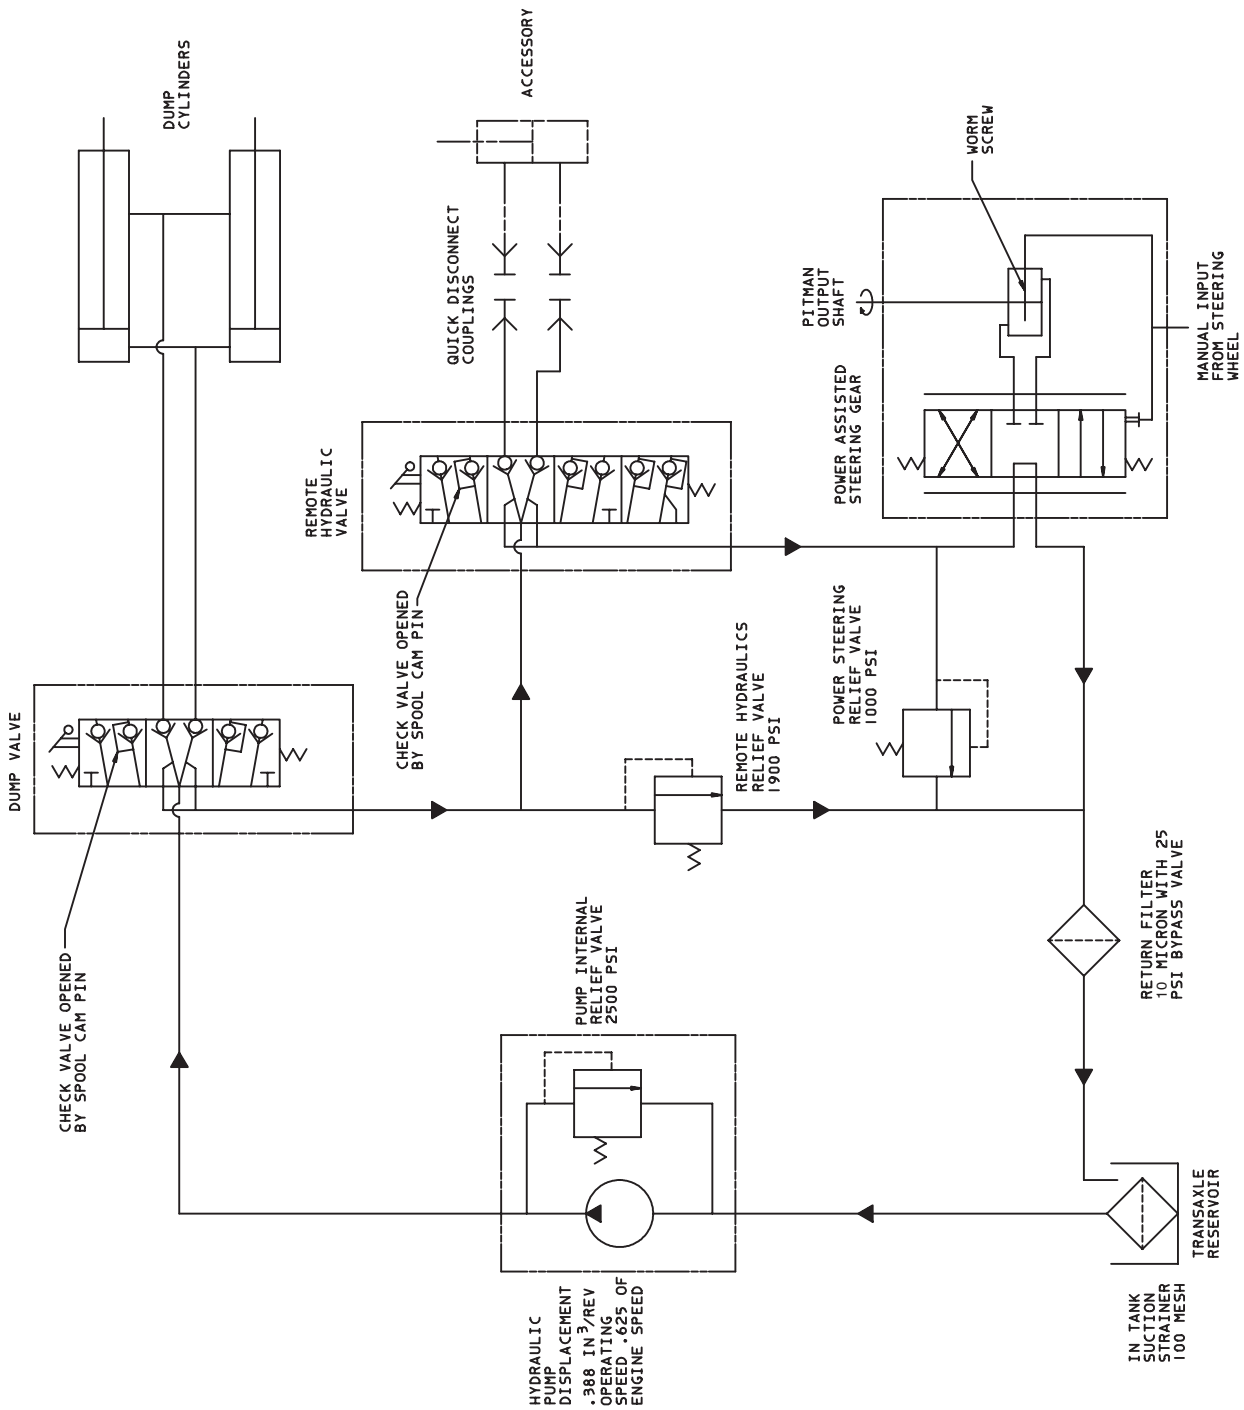 DUMP
CYLINDERS
ACCESSORY
WORM
SCREW
QUICK DISCONNECT
COUPLINGS
PITMAN
OUTPUT
SHAFT
MANUAL INPUT
FROM STEERING
WHEEL
POWER ASSISTED
STEERING GEAR
REMOTE
HYDRAULIC
VALVE
DUMP VALVE
CHECK VALVE OPENED
BY SPOOL CAM PIN
POWER STEERING
RELIEF VALVE
1000 PSI
REMOTE HYDRAULICS
RELIEF VALVE
1900 PSI
CHECK VALVE OPENED
BY SPOOL CAM PIN
PUMP INTERNAL
RELIEF VALVE
2500 PSI
RETURN FILTER
10 MICRON WITH 25
PSI BYPASS VALVE
TRANSAXLE
RESERVOIR
HYDRAULIC
PUMP
DISPLACEMENT
.388 IN³/REV
OPERATING
SPEED .625 OF
ENGINE SPEED
IN TANK
SUCTION
STRAINER
100 MESH